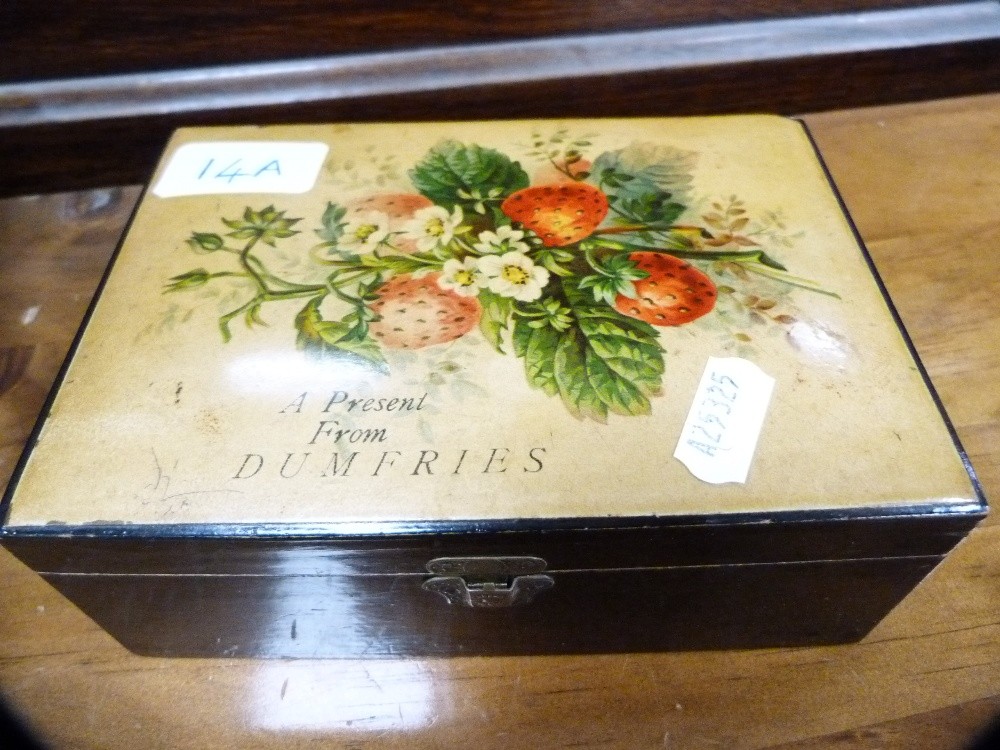 14A
A Present
From
DUMFRIES
A25325